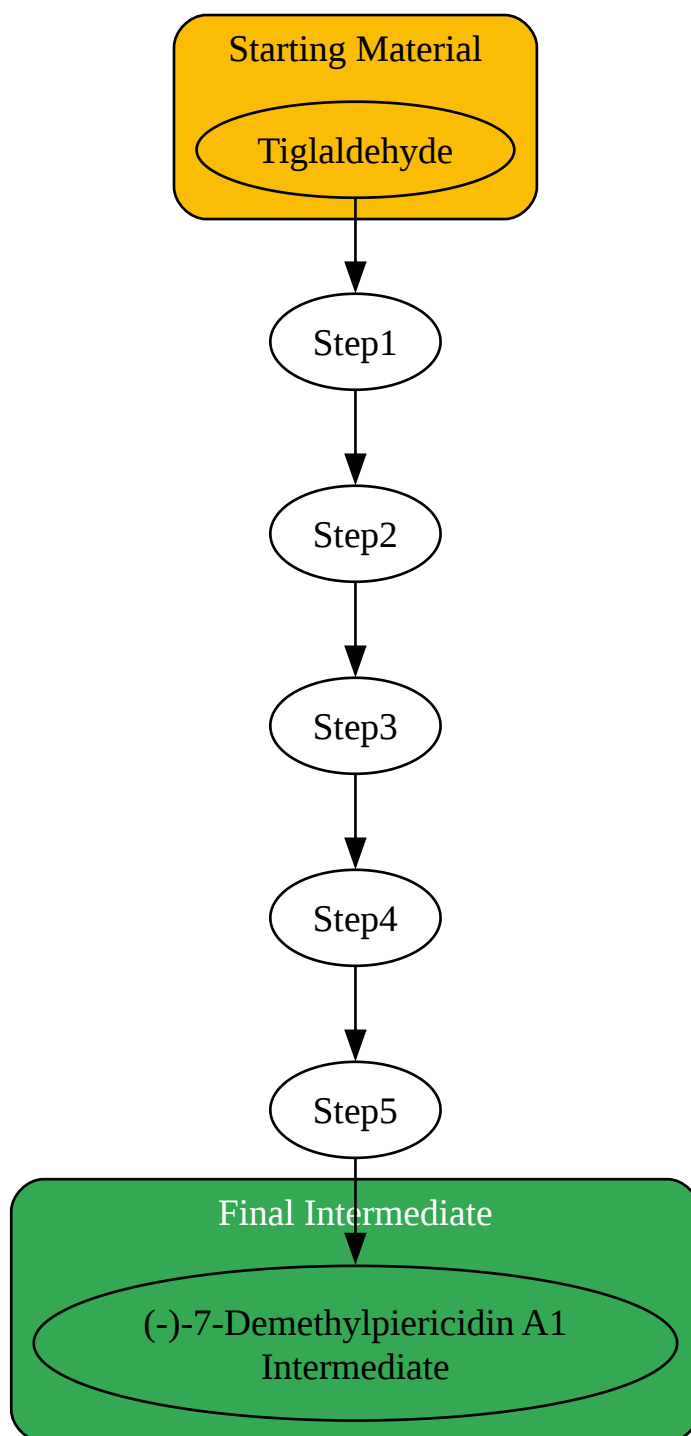 Starting Material
Tiglaldehyde
Step1
Step2
Step3
Step4
Step5
Final Intermediate
(-)-7-Demethylpiericidin A1
Intermediate